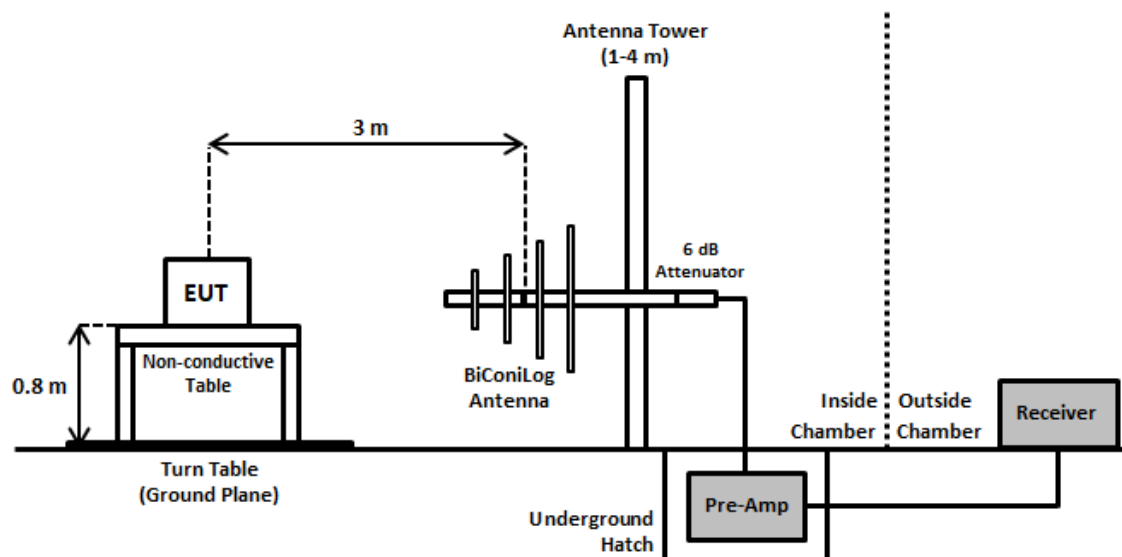 Antenna Tower
(1-4 m)
3 m
6 dB
Attenuator
EUT
Non-conductive
Table
0.8 m
BiConiLog
Antenna
Inside
Chamber
Outside
Chamber
Receiver
Turn Table
(Ground Plane)
Pre-Amp
Underground
Hatch